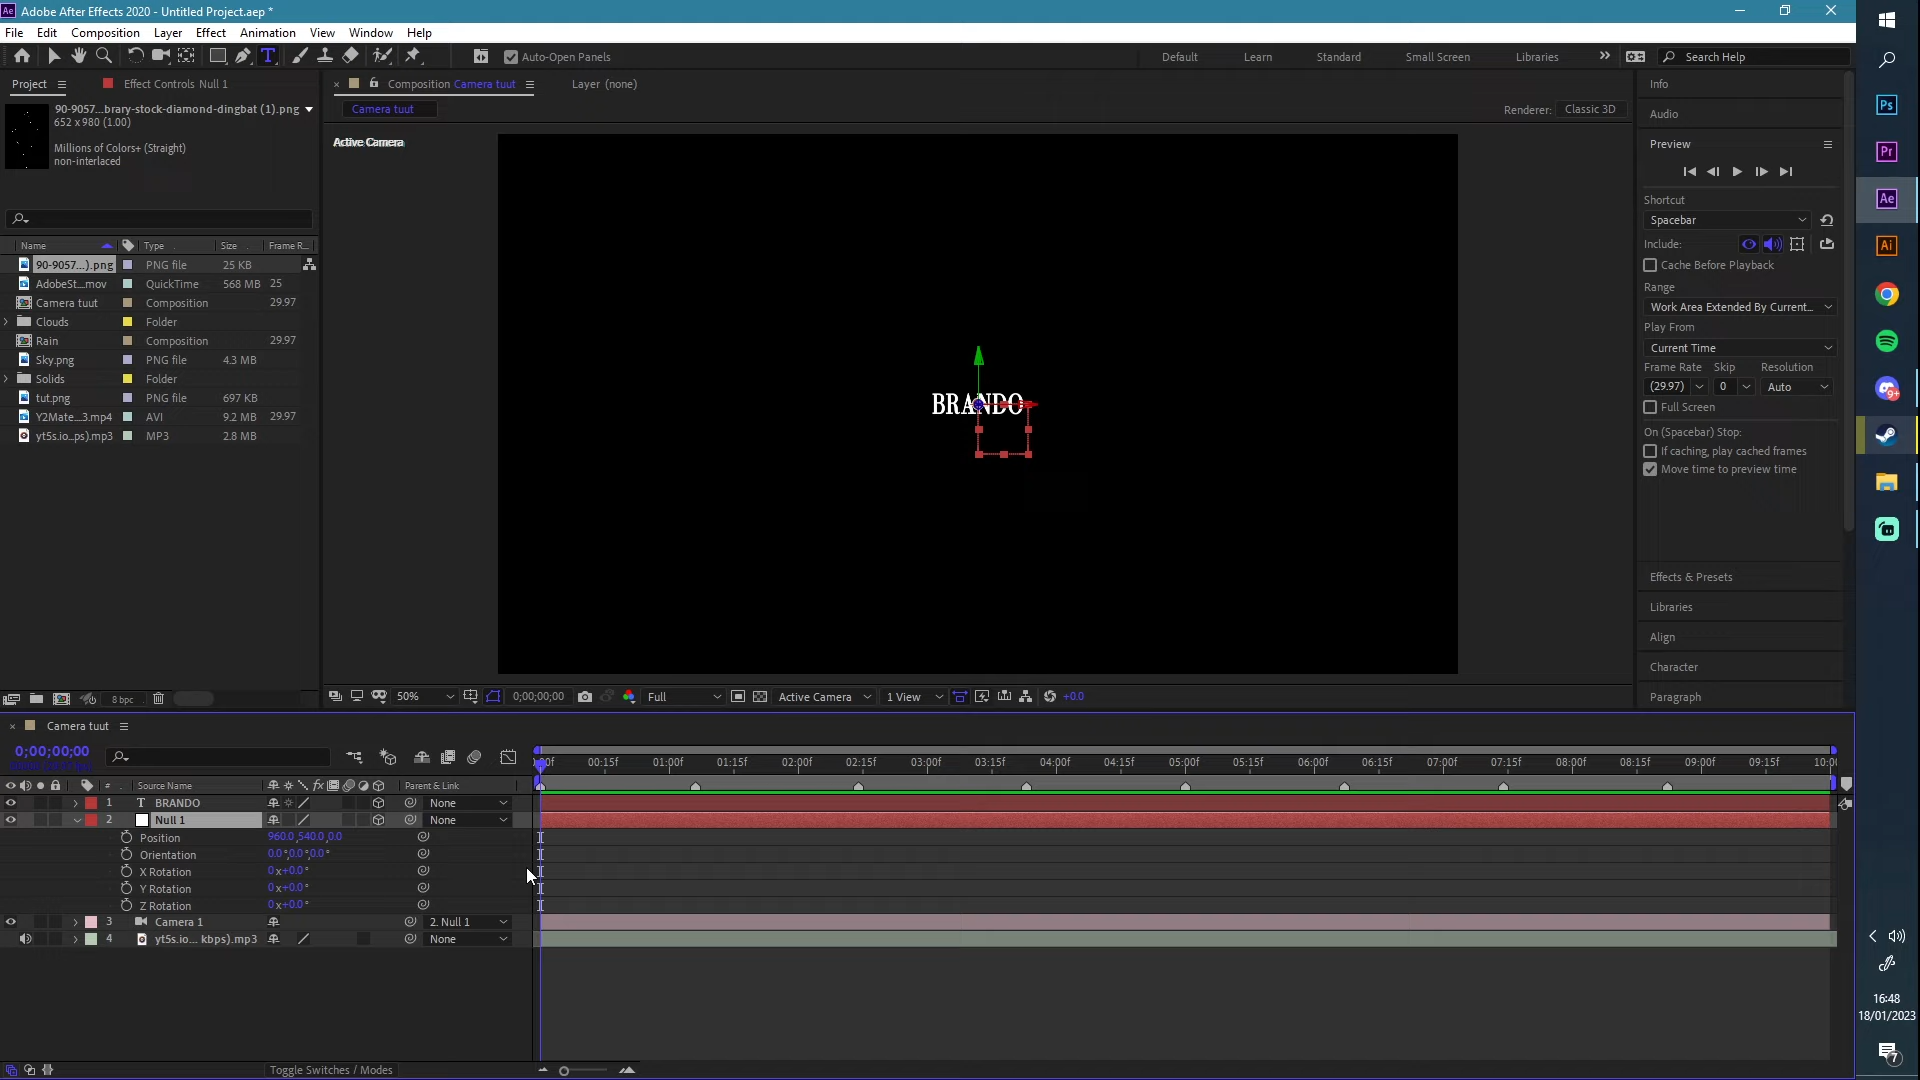 Adobe After Effects 2020 - Untitled Project.aep *
File Edit Composition Layer Effect Animation View Window Help
Auto-Open Panels
Default Learn Standard Small Screen Libraries Search Help
Project Effect Controls Null 1
90-9057...brary-stock-diamond-dingbat (1).png
652 x 980 (1.00)
Millions of Colors+ (Straight)
non-interlaced
Name Type Size Frame R...
90-9057...).png PNG file 25 KB
AdobeSt...mov QuickTime 568 MB 25
Camera tuut Composition 29.97
Clouds Folder
Rain Composition 29.97
Sky.png PNG file 4.3 MB
Solids Folder
tut.png PNG file 697 KB
Y2Mate...3.mp4 AVI 9.2 MB 29.97
yt5s.io...ps).mp3 MP3 2.8 MB
8 bpc
Composition Camera tuut Layer (none)
Camera tuut
Renderer: Classic 3D
Active Camera
BRANDO
50% 0;00;00;00 Full Active Camera 1 View +0.0
Info
Audio
Preview
Shortcut
Spacebar
Include:
Cache Before Playback
Range
Work Area Extended By Current...
Play From
Current Time
Frame Rate Skip Resolution
(29.97) 0 Auto
Full Screen
On (Spacebar) Stop:
If caching, play cached frames
Move time to preview time
Effects & Presets
Libraries
Align
Character
Paragraph
Camera tuut
0;00;00;00
00:15f 01:00f 01:15f 02:00f 02:15f 03:00f 03:15f 04:00f 04:15f 05:00f 05:15f 06:00f 06:15f 07:00f 07:15f 08:00f 08:15f 09:00f 09:15f 10:00
# Source Name Parent & Link
1 T BRANDO None
2 Null 1 None
Position 960.0,540.0,0.0
Orientation 0.0°,0.0°,0.0°
X Rotation 0x+0.0°
Y Rotation 0x+0.0°
Z Rotation 0x+0.0°
3 Camera 1 2. Null 1
4 yt5s.io... kbps).mp3 None
Toggle Switches / Modes
Ps
Pr
Ae
Ai
9+
16:48
18/01/2023
7